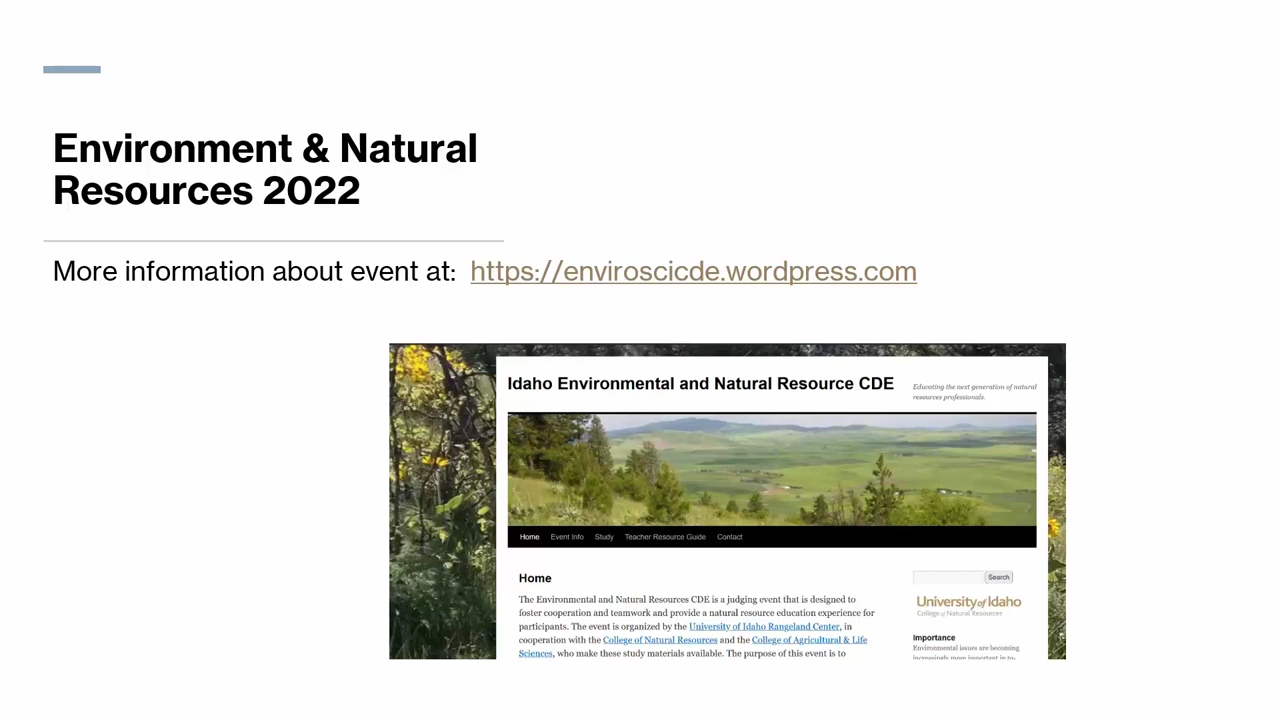 Environment & Natural
Resources 2022
More information about event at: https://enviroscicde.wordpress.com
Idaho Environmental and Natural Resource CDE
Educating the next generation of natural
resources professionals.
Home Event Info Study Teacher Resource Guide Contact
Home
The Environmental and Natural Resources CDE is a judging event that is designed to
foster cooperation and teamwork and provide a natural resource education experience for
participants. The event is organized by the University of Idaho Rangeland Center, in
cooperation with the College of Natural Resources and the College of Agricultural & Life
Sciences, who make these study materials available. The purpose of this event is to
Search
University of Idaho
College of Natural Resources
Importance
Environmental issues are becoming
increasingly more important in to-